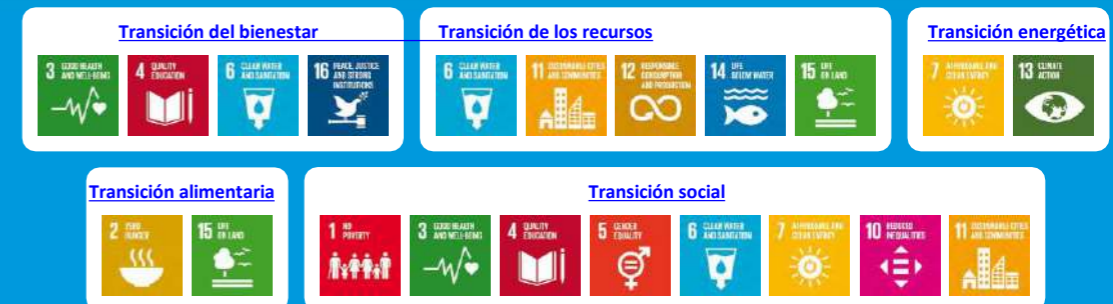 Transición del bienestar
3 GOOD HEALTH
AND WELL-BEING
4 QUALITY
EDUCATION
6 CLEAN WATER
AND SANITATION
16 PEACE, JUSTICE
AND STRONG
INSTITUTIONS
Transición de los recursos
6 CLEAN WATER
AND SANITATION
11 SUSTAINABLE CITIES
AND COMMUNITIES
12 RESPONSIBLE
CONSUMPTION
AND PRODUCTION
14 LIFE
BELOW WATER
15 LIFE
ON LAND
Transición energética
7 AFFORDABLE AND
CLEAN ENERGY
13 CLIMATE
ACTION
Transición alimentaria
2 ZERO
HUNGER
15 LIFE
ON LAND
Transición social
1 NO
POVERTY
3 GOOD HEALTH
AND WELL-BEING
4 QUALITY
EDUCATION
5 GENDER
EQUALITY
6 CLEAN WATER
AND SANITATION
7 AFFORDABLE AND
CLEAN ENERGY
10 REDUCED
INEQUALITIES
11 SUSTAINABLE CITIES
AND COMMUNITIES